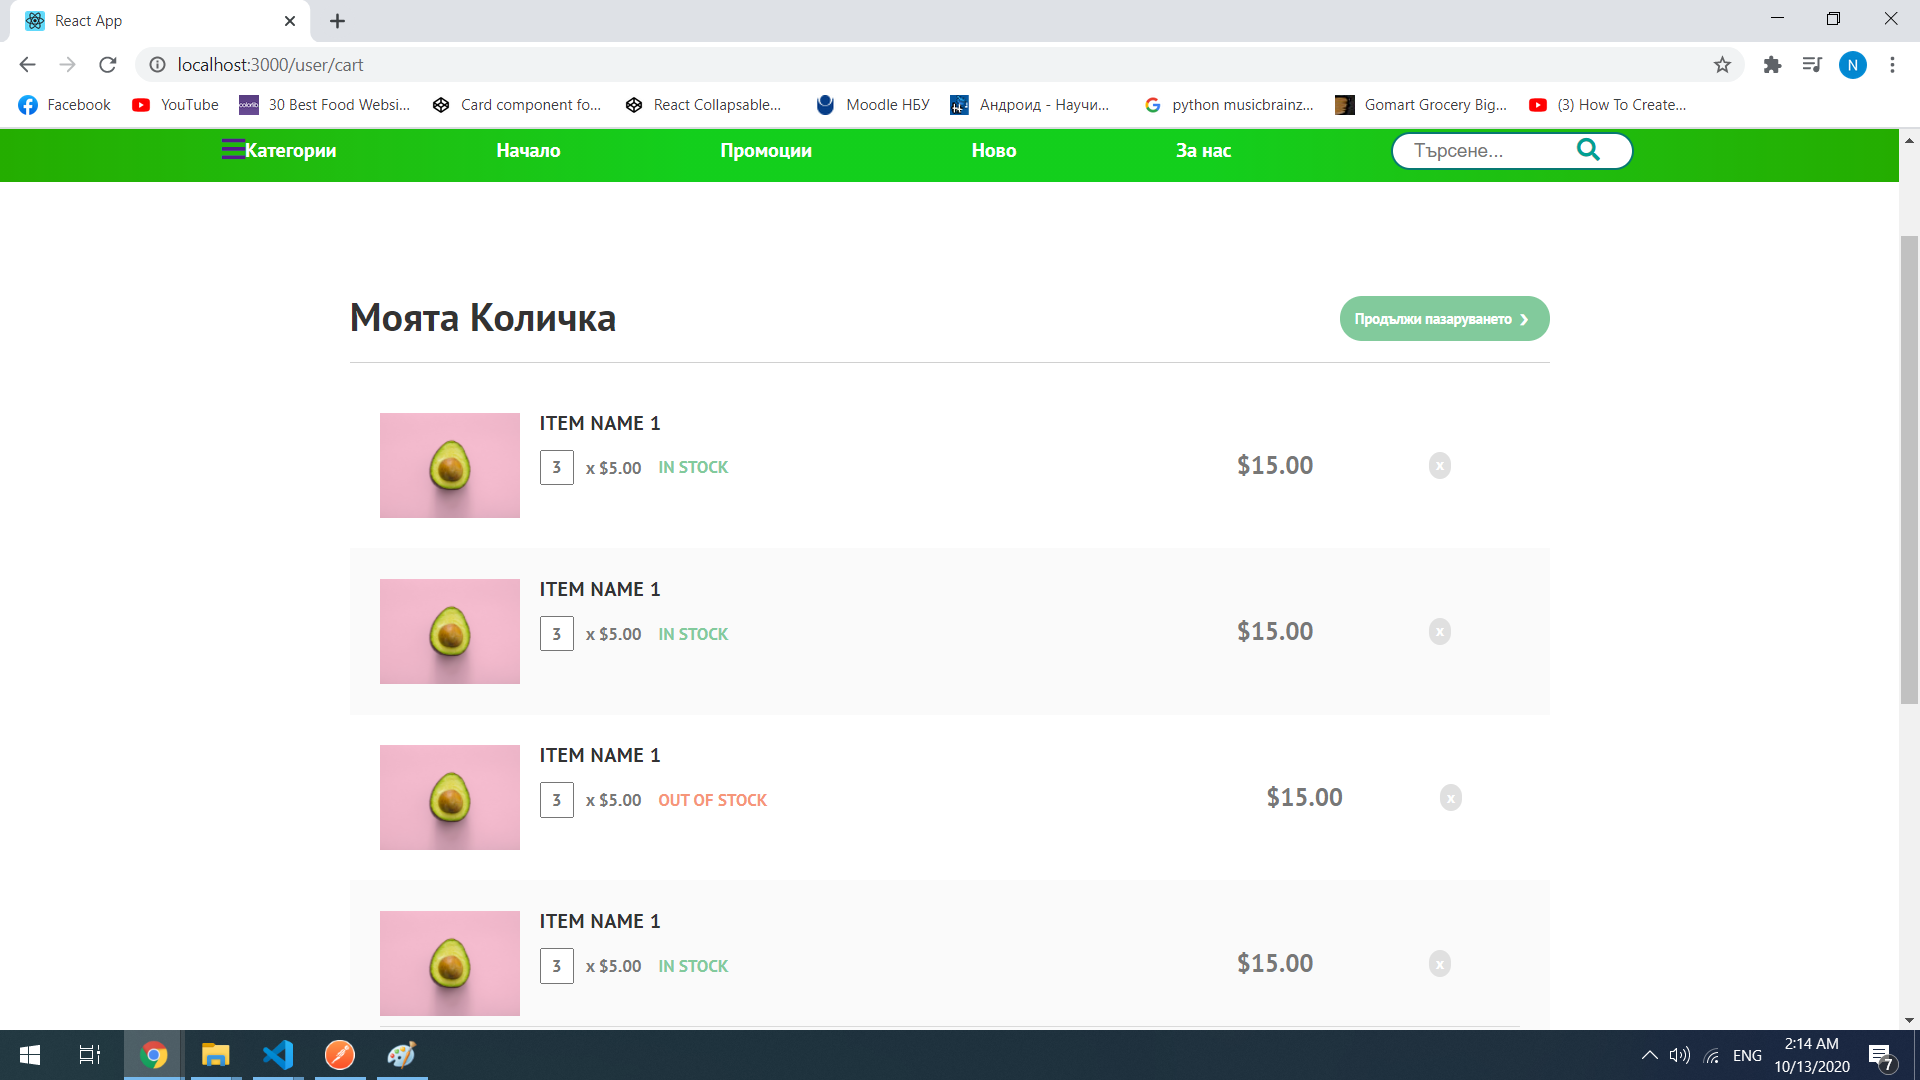 React App
localhost:3000/user/cart
N
Facebook YouTube 30 Best Food Websi... Card component fo... React Collapsable... Moodle НБУ Андроид - Научи... python musicbrainz... Gomart Grocery Big... (3) How To Create...
Категории Начало Промоции Ново За нас Търсене...
Моята Количка
Продължи пазаруването
ITEM NAME 1
3 x $5.00 IN STOCK $15.00 x
ITEM NAME 1
3 x $5.00 IN STOCK $15.00 x
ITEM NAME 1
3 x $5.00 OUT OF STOCK $15.00 x
ITEM NAME 1
3 x $5.00 IN STOCK $15.00 x
ENG
2:14 AM
10/13/2020
7